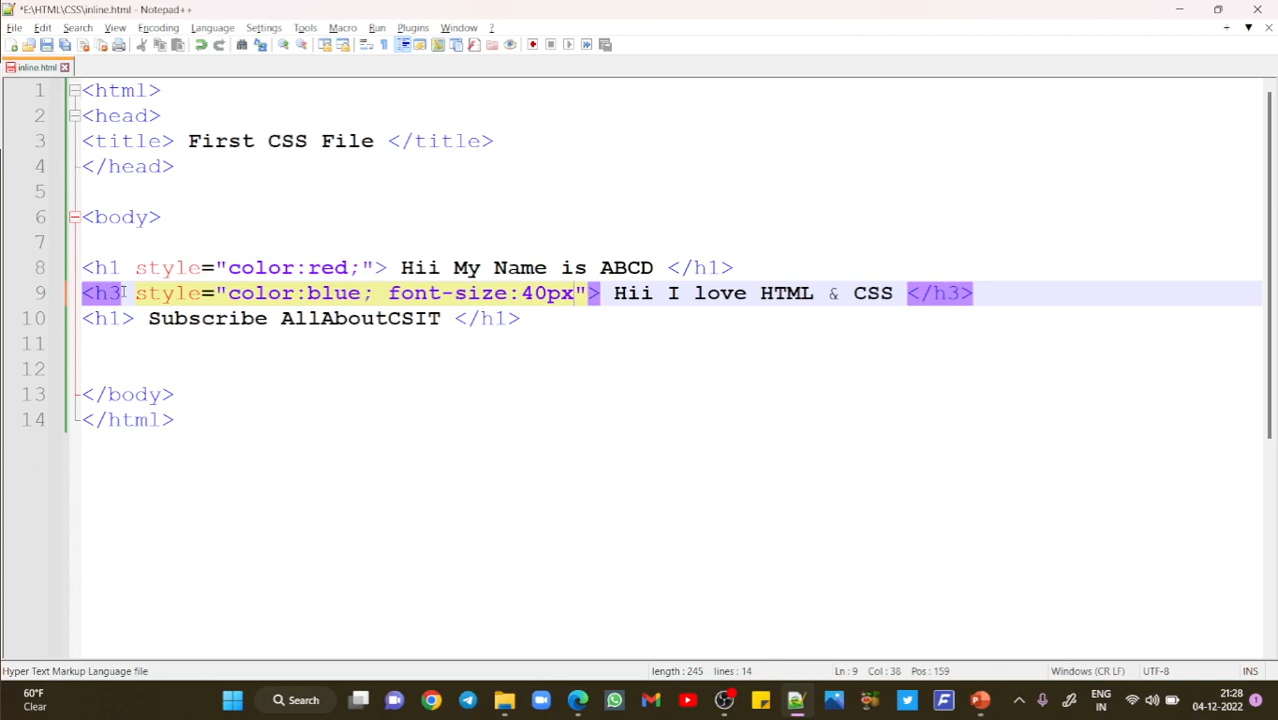 *E:\HTML\CSS\inline.html - Notepad++
File Edit Search View Encoding Language Settings Tools Macro Run Plugins Window ?
inline.html
1 <html>
2 <head>
3 <title> First CSS File </title>
4 </head>
5
6 <body>
7
8 <h1 style="color:red;"> Hii My Name is ABCD </h1>
9 <h3 style="color:blue; font-size:40px"> Hii I love HTML & CSS </h3>
10 <h1> Subscribe AllAboutCSIT </h1>
11
12
13 </body>
14 </html>
Hyper Text Markup Language file length : 245 lines : 14 Ln : 9 Col : 38 Pos : 159 Windows (CR LF) UTF-8 INS
60°F
Clear
Search
ENG
IN
21:28
04-12-2022
1